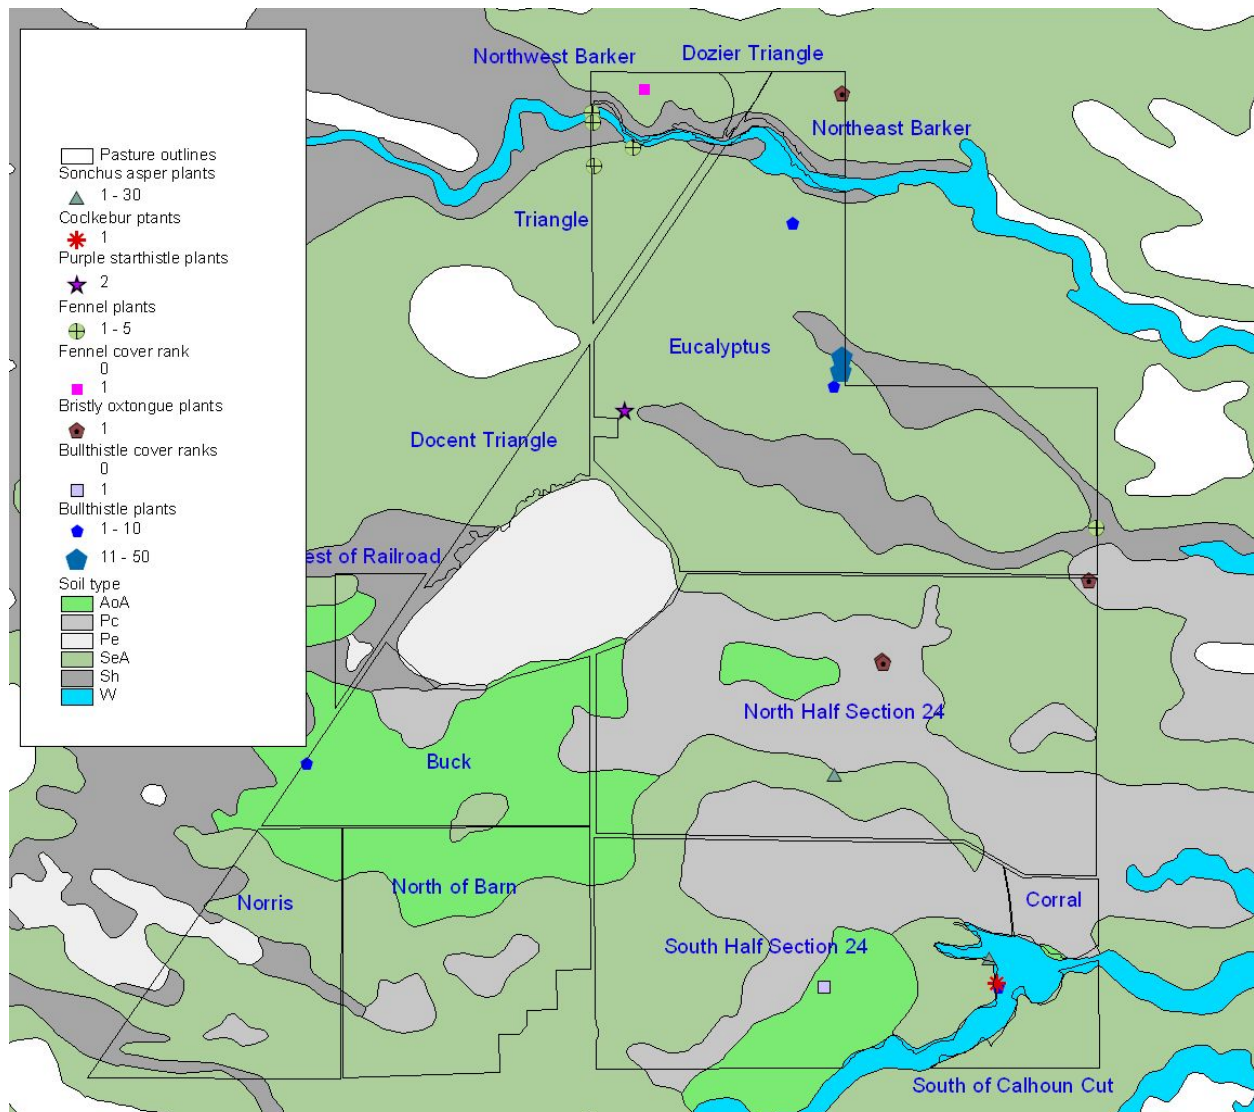 Northwest Barker
Dozier Triangle
Northeast Barker
Triangle
Eucalyptus
Docent Triangle
est of Railroad
North Half Section 24
Buck
North of Barn
Norris
Corral
South Half Section 24
South of Calhoun Cut
Pasture outlines
Sonchus asper plants
1 - 30
Coclkebur ptants
1
Purple starthistle plants
2
Fennel plants
1 - 5
Fennel cover rank
0
1
Bristly oxtongue plants
1
Bullthistle cover ranks
0
1
Bullthistle plants
1 - 10
11 - 50
Soil type
AoA
Pc
Pe
SeA
Sh
W